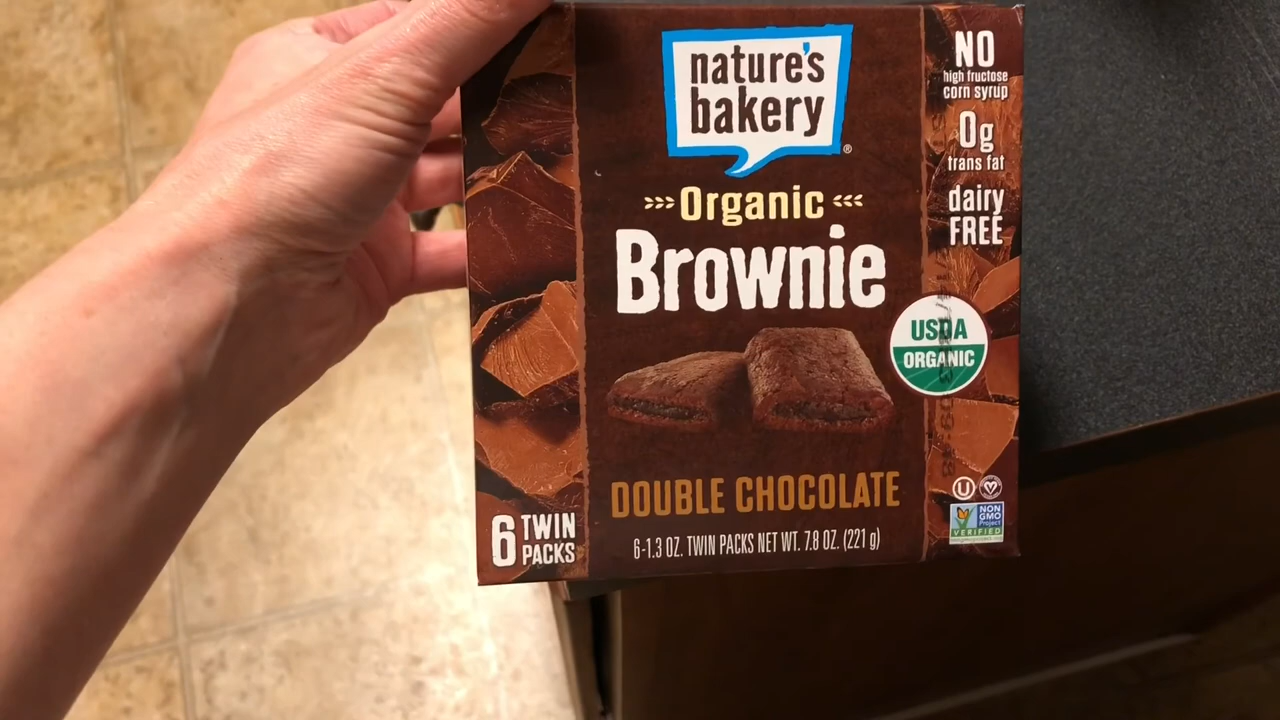 nature's
bakery
®
Organic
Brownie
DOUBLE CHOCOLATE
6-1.3 OZ. TWIN PACKS NET WT. 7.8 OZ. (221 g)
6 TWIN
PACKS
NO
high fructose
corn syrup
0g
trans fat
dairy
FREE
USDA
ORGANIC
U
NON
GMO
Project
VERIFIED